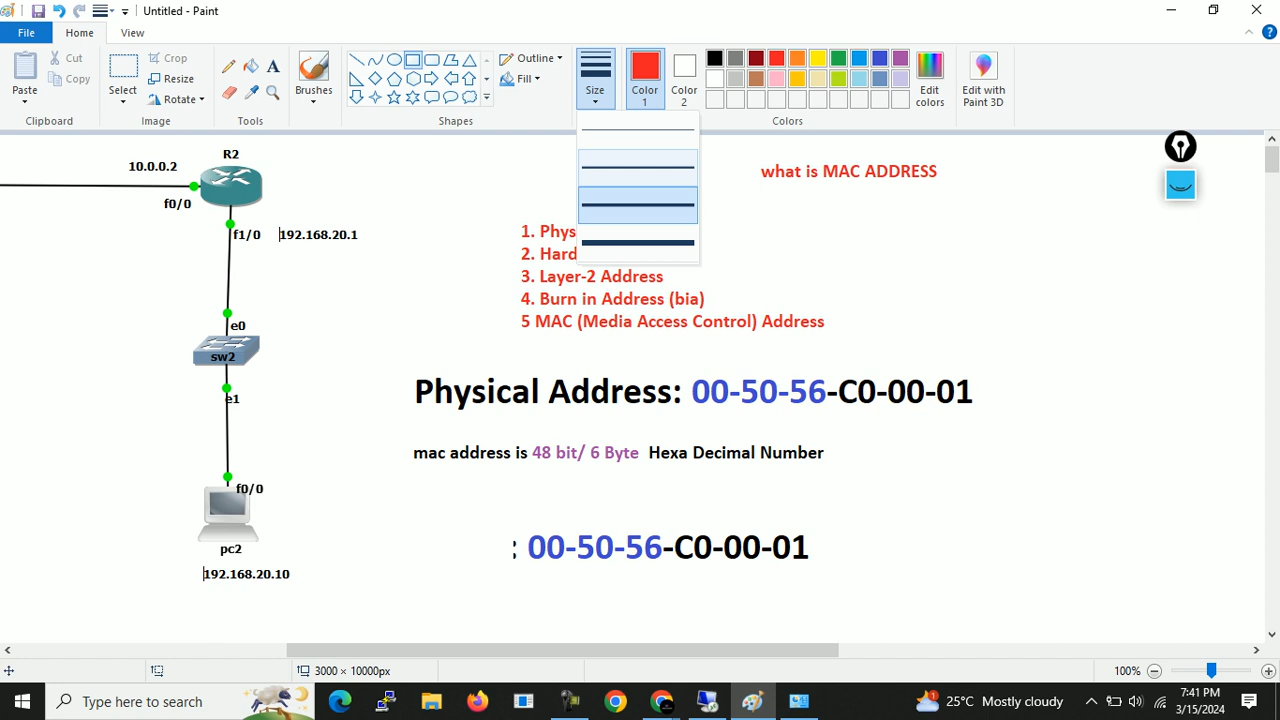 Untitled - Paint
File Home View
Paste
Cut
Copy
Clipboard
Select
Crop
Resize
Rotate
Image
A
Tools
Brushes
Outline
Fill
Shapes
Size
Color 1
Color 2
Edit colors
Edit with Paint 3D
Colors
R2
10.0.0.2
f0/0
f1/0 192.168.20.1
e0
sw2
e1
f0/0
pc2
192.168.20.10
what is MAC ADDRESS
1. Phys
2. Hard
3. Layer-2 Address
4. Burn in Address (bia)
5 MAC (Media Access Control) Address
Physical Address: 00-50-56-C0-00-01
mac address is 48 bit/ 6 Byte Hexa Decimal Number
: 00-50-56-C0-00-01
3000 × 10000px
100%
Type here to search
25°C Mostly cloudy
7:41 PM
3/15/2024